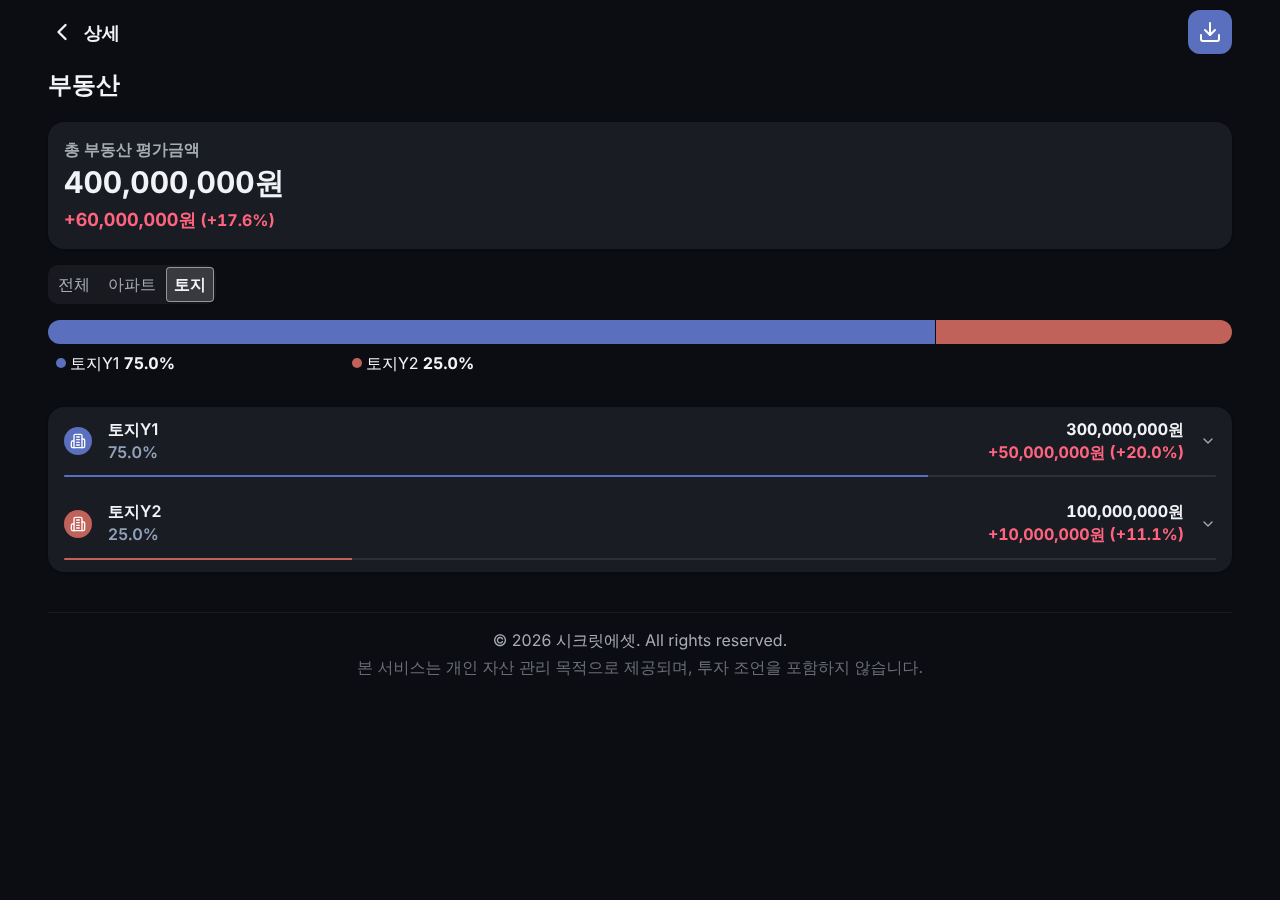 상세
부동산
총 부동산 평가금액
400,000,000원
+60,000,000원 (+17.6%)
전체 아파트 토지
토지Y1 75.0% 토지Y2 25.0%
토지Y1 300,000,000원
75.0% +50,000,000원 (+20.0%)
토지Y2 100,000,000원
25.0% +10,000,000원 (+11.1%)
© 2026 시크릿에셋. All rights reserved.
본 서비스는 개인 자산 관리 목적으로 제공되며, 투자 조언을 포함하지 않습니다.